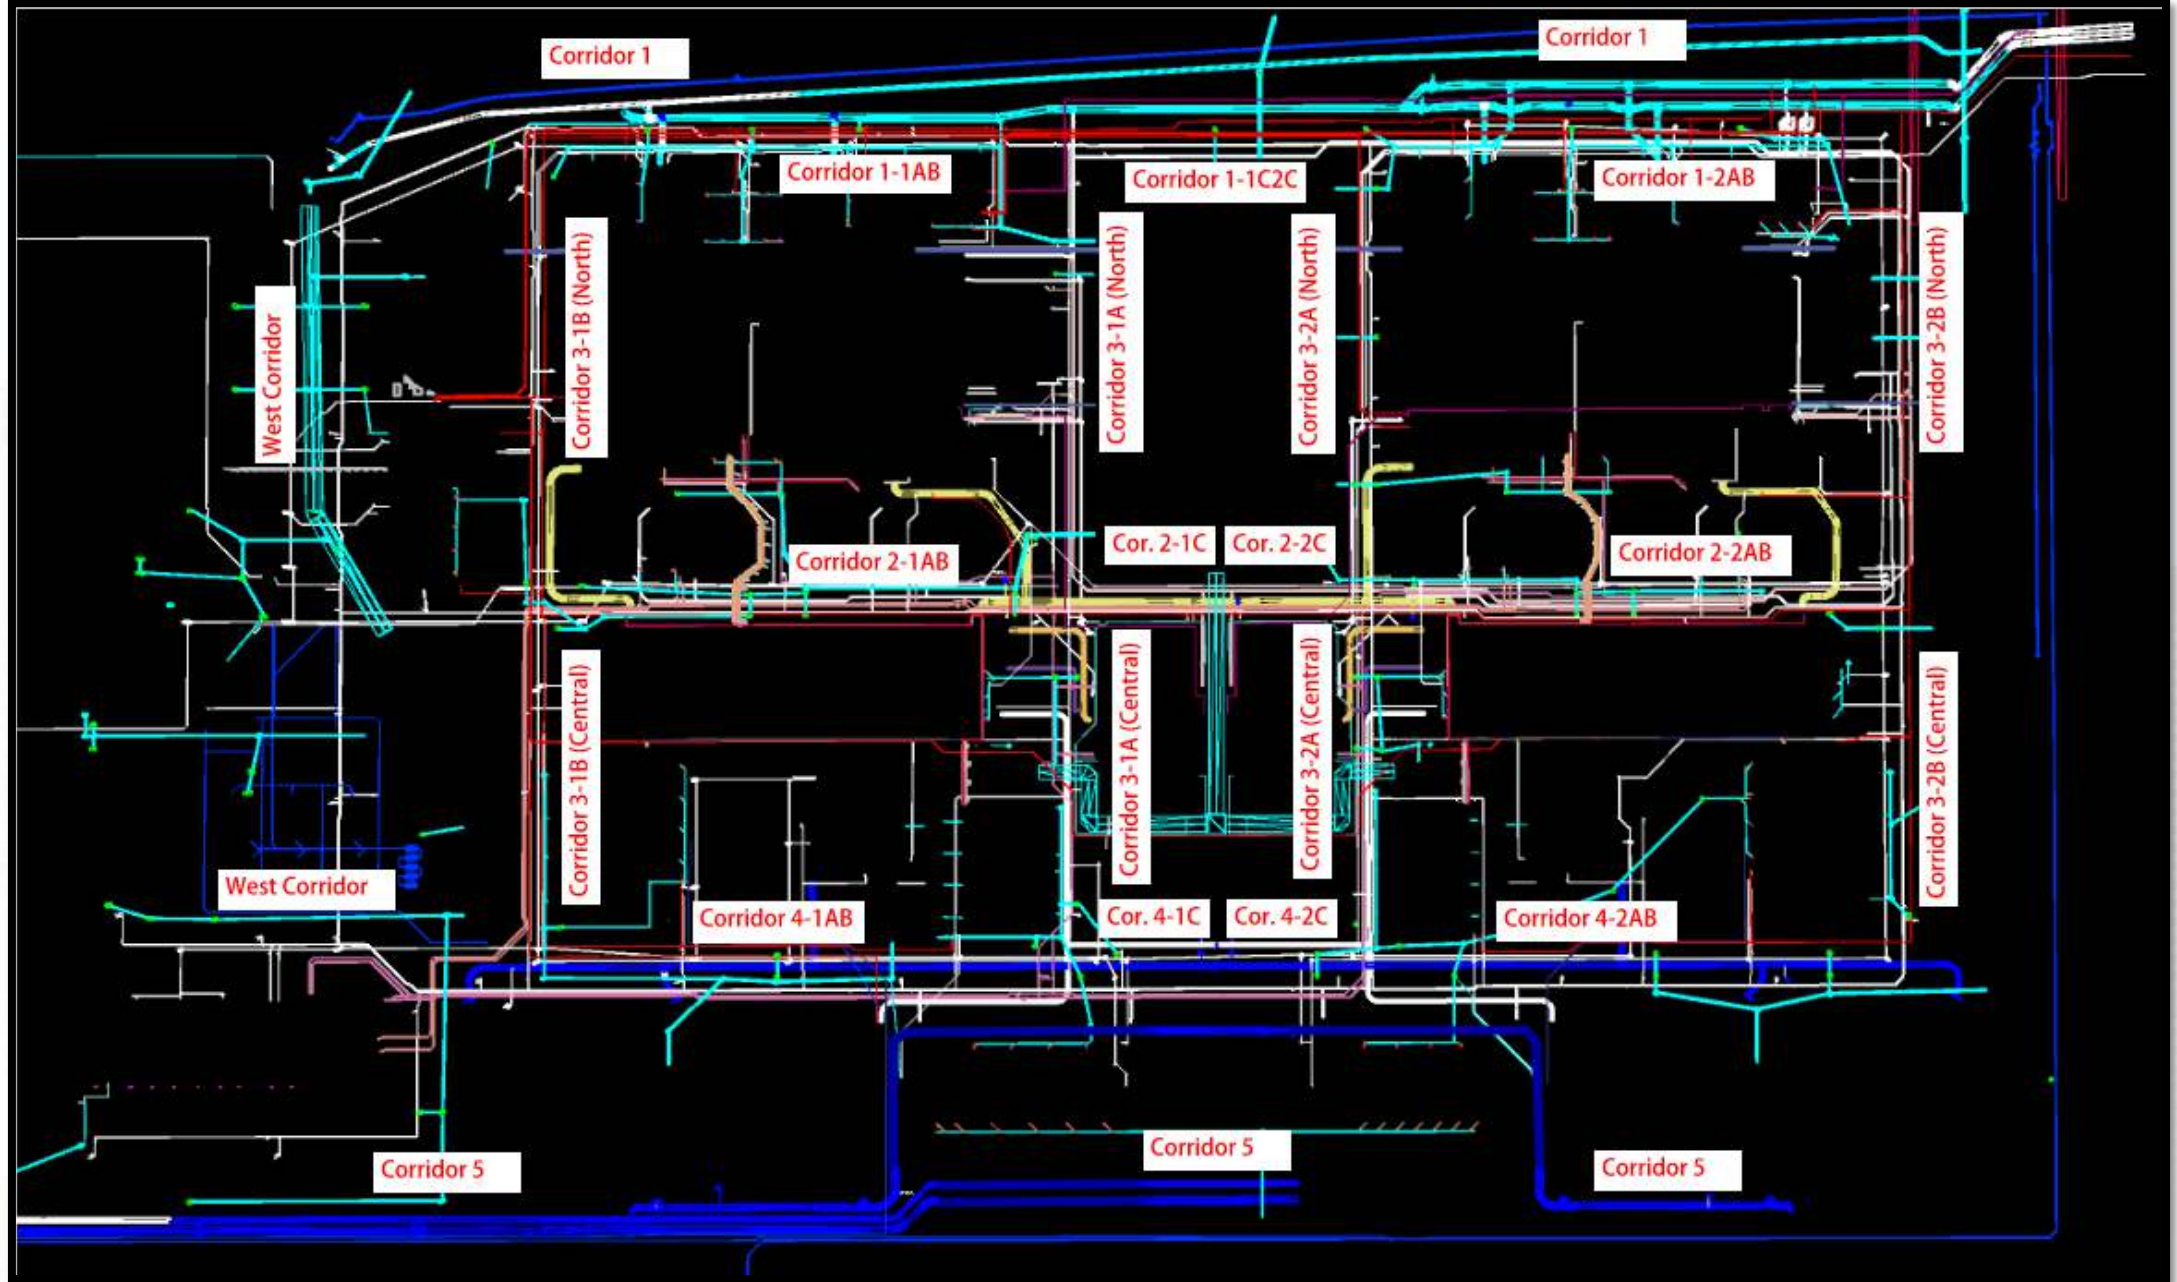 Corridor 1
Corridor 1
Corridor 1-1AB
Corridor 1-1C2C
Corridor 1-2AB
West Corridor
Corridor 3-1B (North)
Corridor 3-1A (North)
Corridor 3-2A (North)
Corridor 3-2B (North)
Corridor 2-1AB
Cor. 2-1C
Cor. 2-2C
Corridor 2-2AB
Corridor 3-1B (Central)
Corridor 3-1A (Central)
Corridor 3-2A (Central)
Corridor 3-2B (Central)
West Corridor
Corridor 4-1AB
Cor. 4-1C
Cor. 4-2C
Corridor 4-2AB
Corridor 5
Corridor 5
Corridor 5